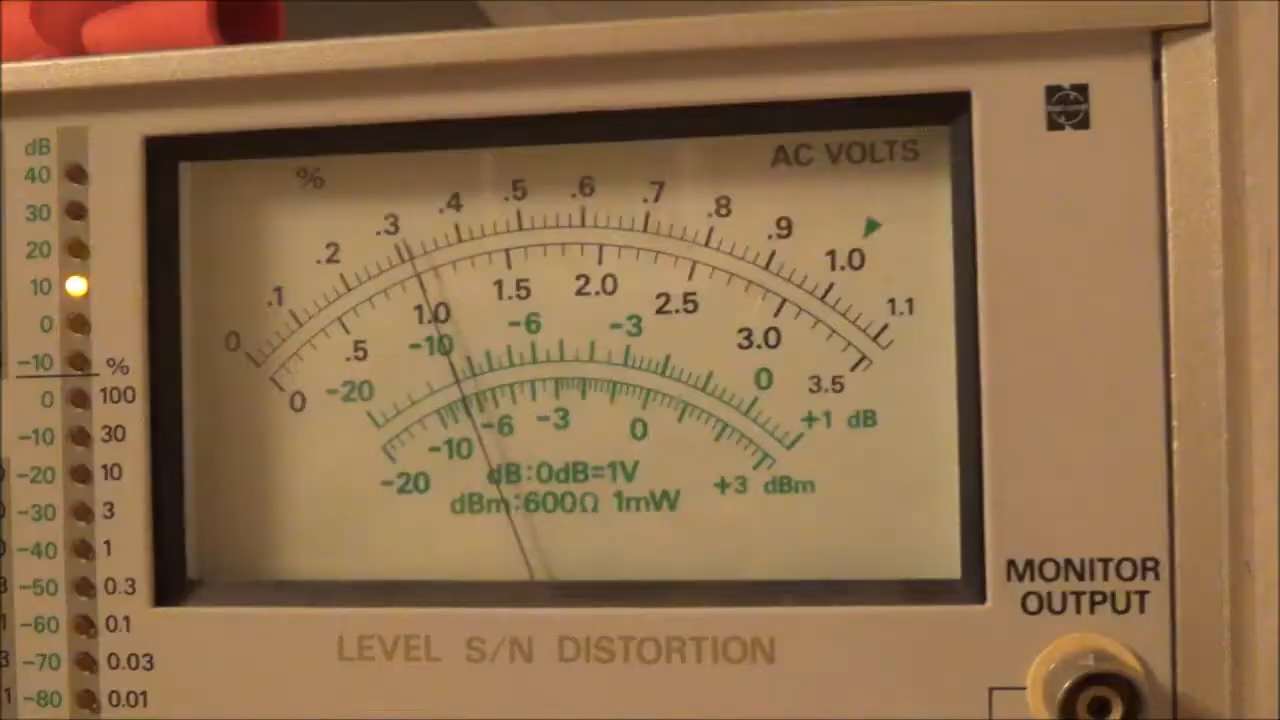 dB
40
30
20
10
0
-10 %
0 100
-10 30
-20 10
-30 3
-40 1
-50 0.3
-60 0.1
-70 0.03
-80 0.01
% AC VOLTS
0 .1 .2 .3 .4 .5 .6 .7 .8 .9 1.0 1.1
0 .5 1.0 1.5 2.0 2.5 3.0 3.5
-20 -10 -6 -3 0 +1 dB
-20 -10 -6 -3 0 +3 dBm
dB:0dB=1V
dBm:600Ω 1mW
LEVEL S/N DISTORTION
MONITOR
OUTPUT